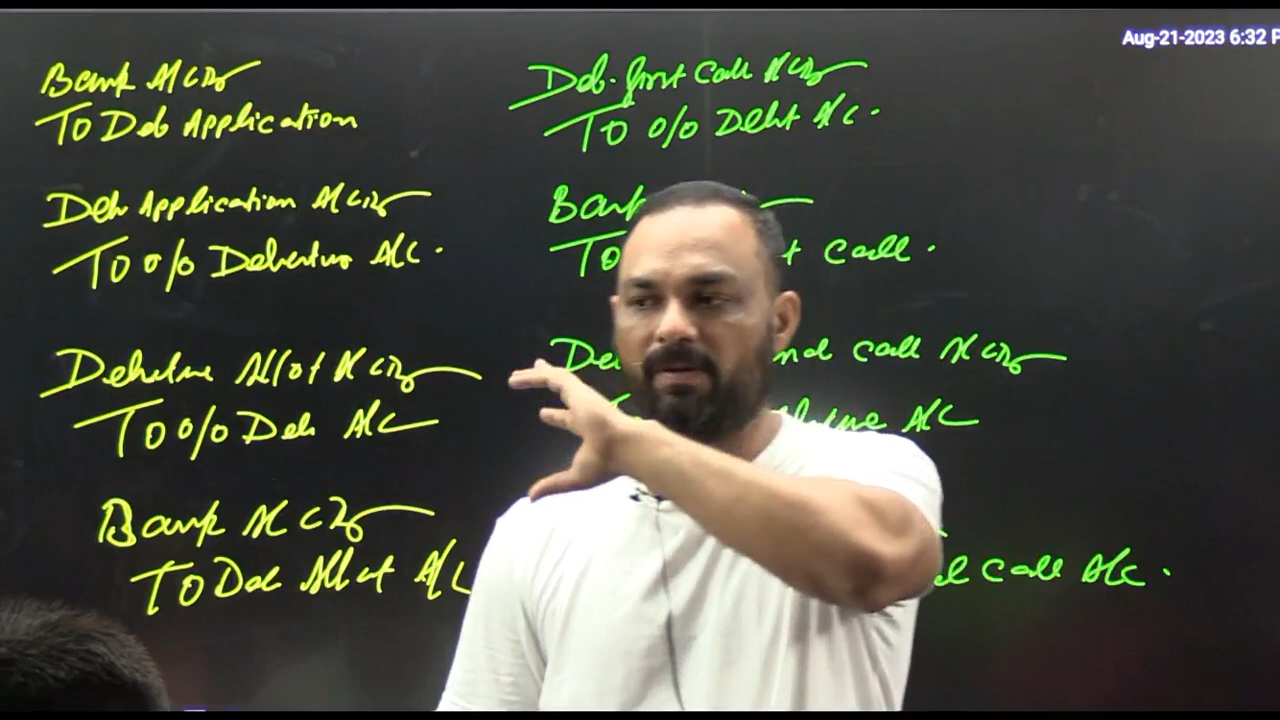 Aug-21-2023 6:32 P
Bank A/C Dr
To Deb Application
Deb Application A/C Dr
To 0/0 Debenture A/C.
Debenture Allot A/C Dr
To 0/0 Deb A/C
Bank A/C Dr
To Deb Allot A/C
Deb. first Call A/C Dr
To 0/0 Debt A/C.
Bank
To t Call.
De nd Call A/C Dr
A/C
Call A/C.